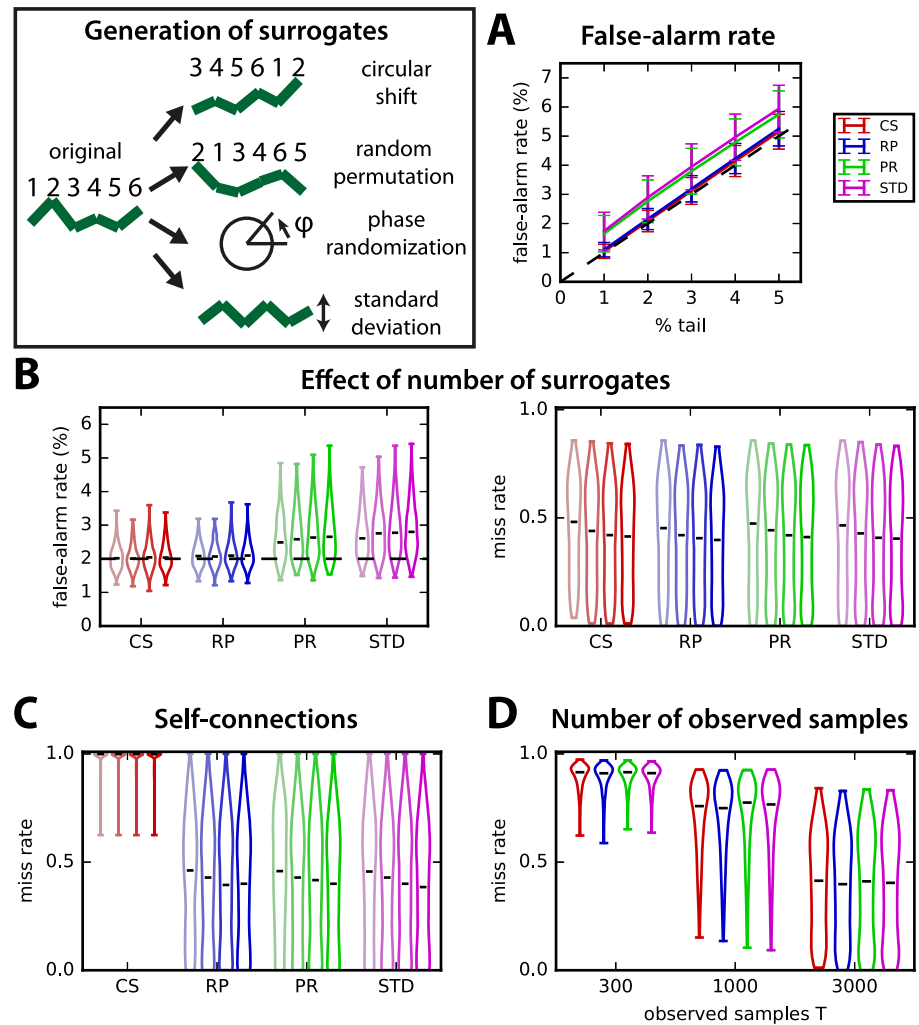 Generation of surrogates
3 4 5 6 1 2
circular
shift
original
1 2 3 4 5 6
2 1 3 4 6 5
random
permutation
φ
phase
randomization
standard
deviation
A
False-alarm rate
false-alarm rate (%)
7
6
5
4
3
2
1
0
0 1 2 3 4 5
% tail
CS
RP
PR
STD
B
Effect of number of surrogates
false-alarm rate (%)
6
5
4
3
2
1
0
CS RP PR STD
miss rate
1.0
0.5
0.0
CS RP PR STD
C
Self-connections
miss rate
1.0
0.5
0.0
CS RP PR STD
D
Number of observed samples
miss rate
1.0
0.5
0.0
300 1000 3000
observed samples T